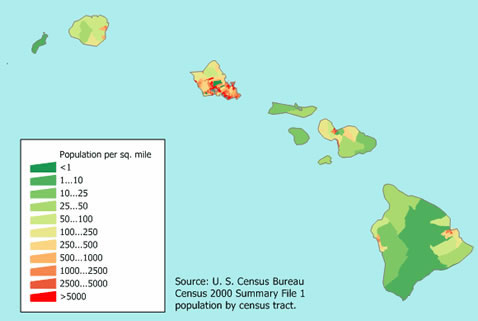 Population per sq. mile
<1
1...10
10...25
25...50
50...100
100...250
250...500
500...1000
1000...2500
2500...5000
>5000
Source: U. S. Census Bureau
Census 2000 Summary File 1
population by census tract.